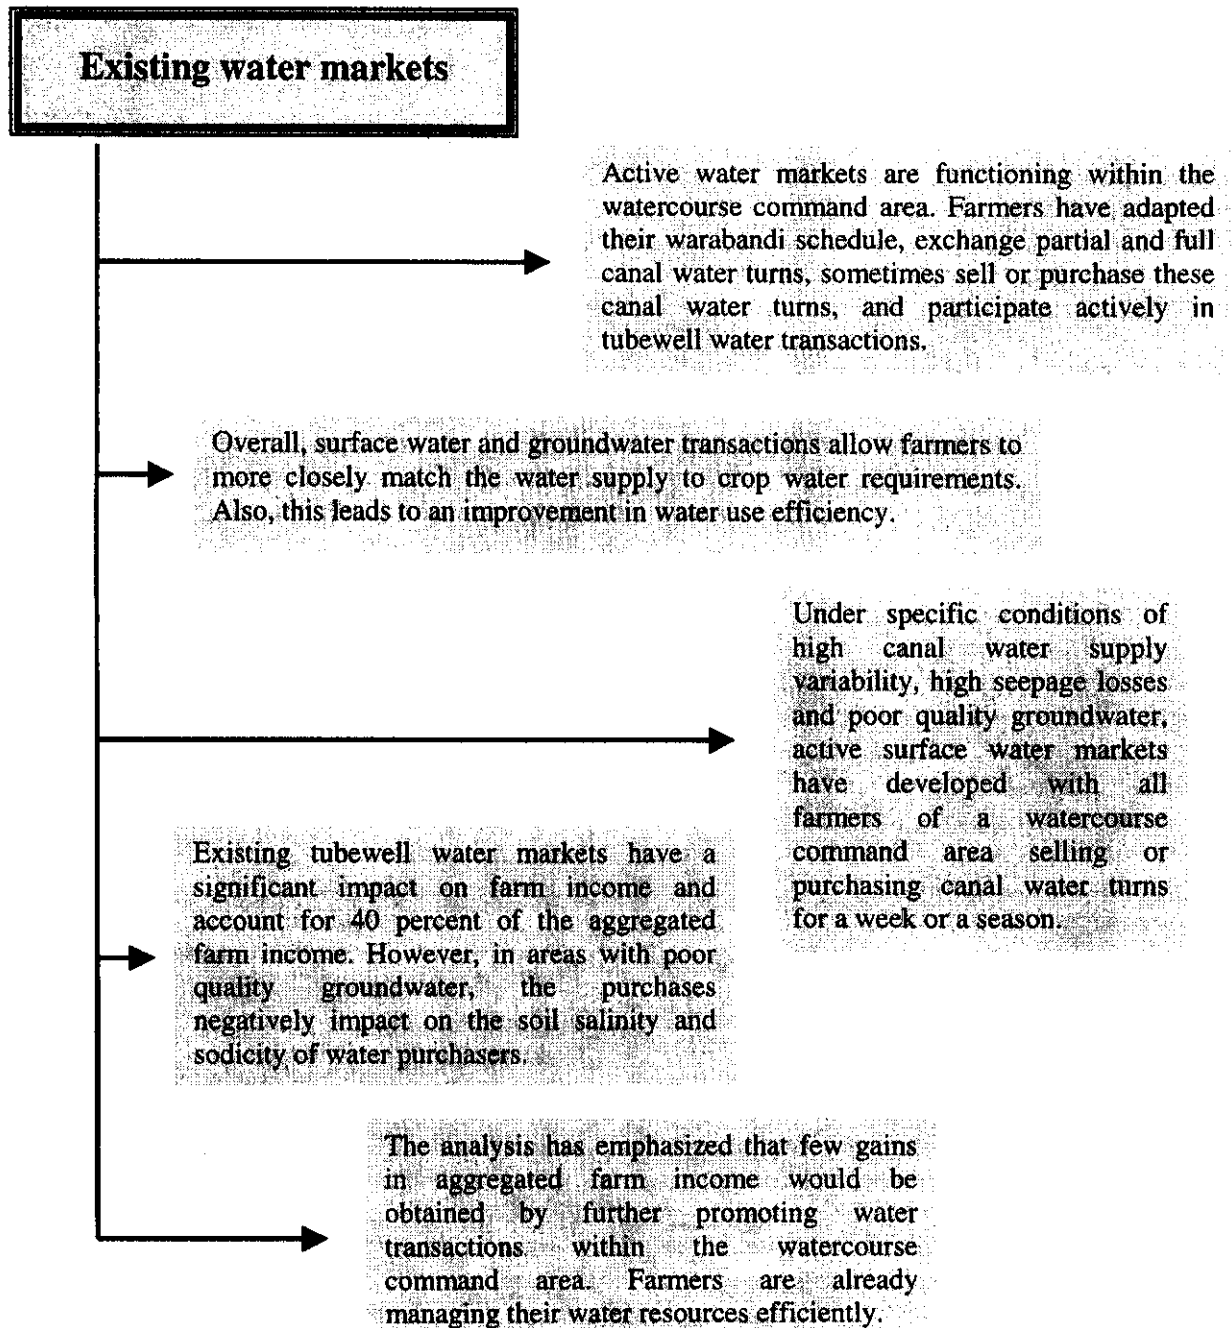 Existing water markets
Active water markets are functioning within the
watercourse command area. Farmers have adapted
their warabandi schedule, exchange partial and full
canal water turns, sometimes sell or purchase these
canal water turns, and participate actively in
tubewell water transactions.
Overall, surface water and groundwater transactions allow farmers to
more closely match the water supply to crop water requirements.
Also, this leads to an improvement in water use efficiency.
Under specific conditions of
high canal water supply
variability, high seepage losses
and poor quality groundwater,
active surface water markets
have developed with all
farmers of a watercourse
command area selling or
purchasing canal water turns
for a week or a season.
Existing tubewell water markets have a
significant impact on farm income and
account for 40 percent of the aggregated
farm income. However, in areas with poor
quality groundwater, the purchases
negatively impact on the soil salinity and
sodicity of water purchasers.
The analysis has emphasized that few gains
in aggregated farm income would be
obtained by further promoting water
transactions within the watercourse
command area. Farmers are already
managing their water resources efficiently.